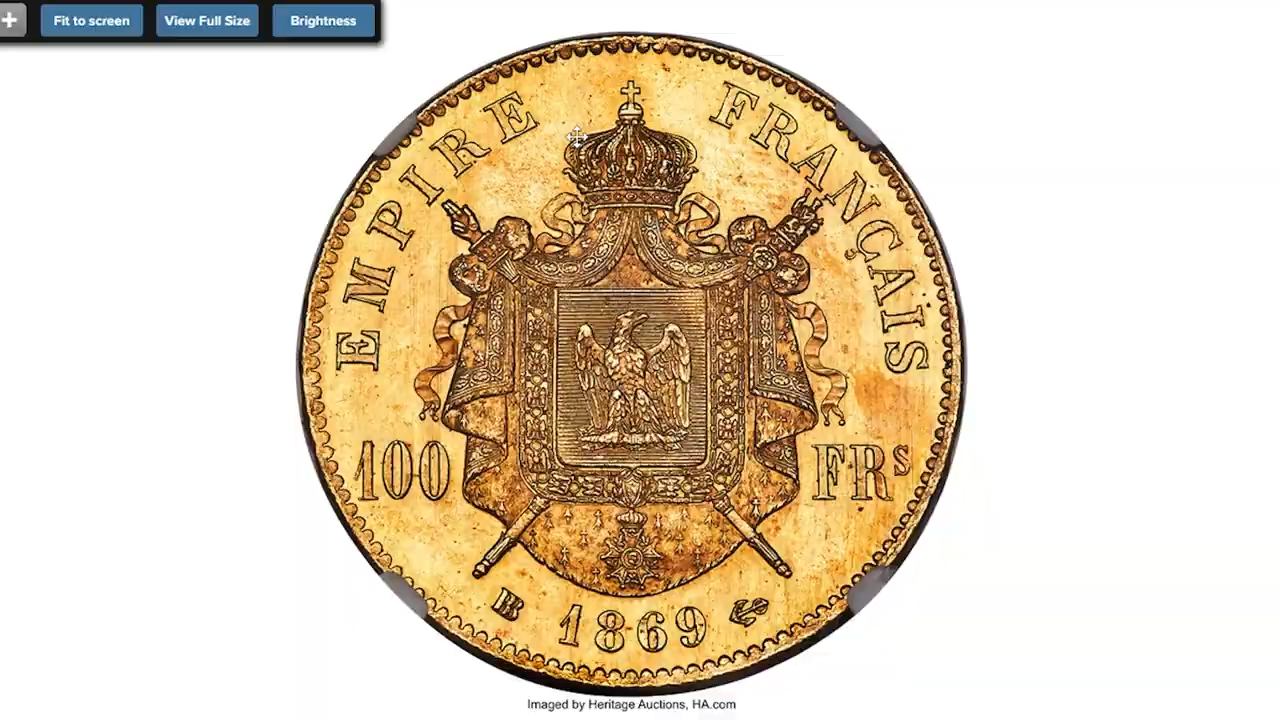 Fit to screen
View Full Size
Brightness
EMPIRE FRANÇAIS
100 FRS
BB 1869
Imaged by Heritage Auctions, HA.com